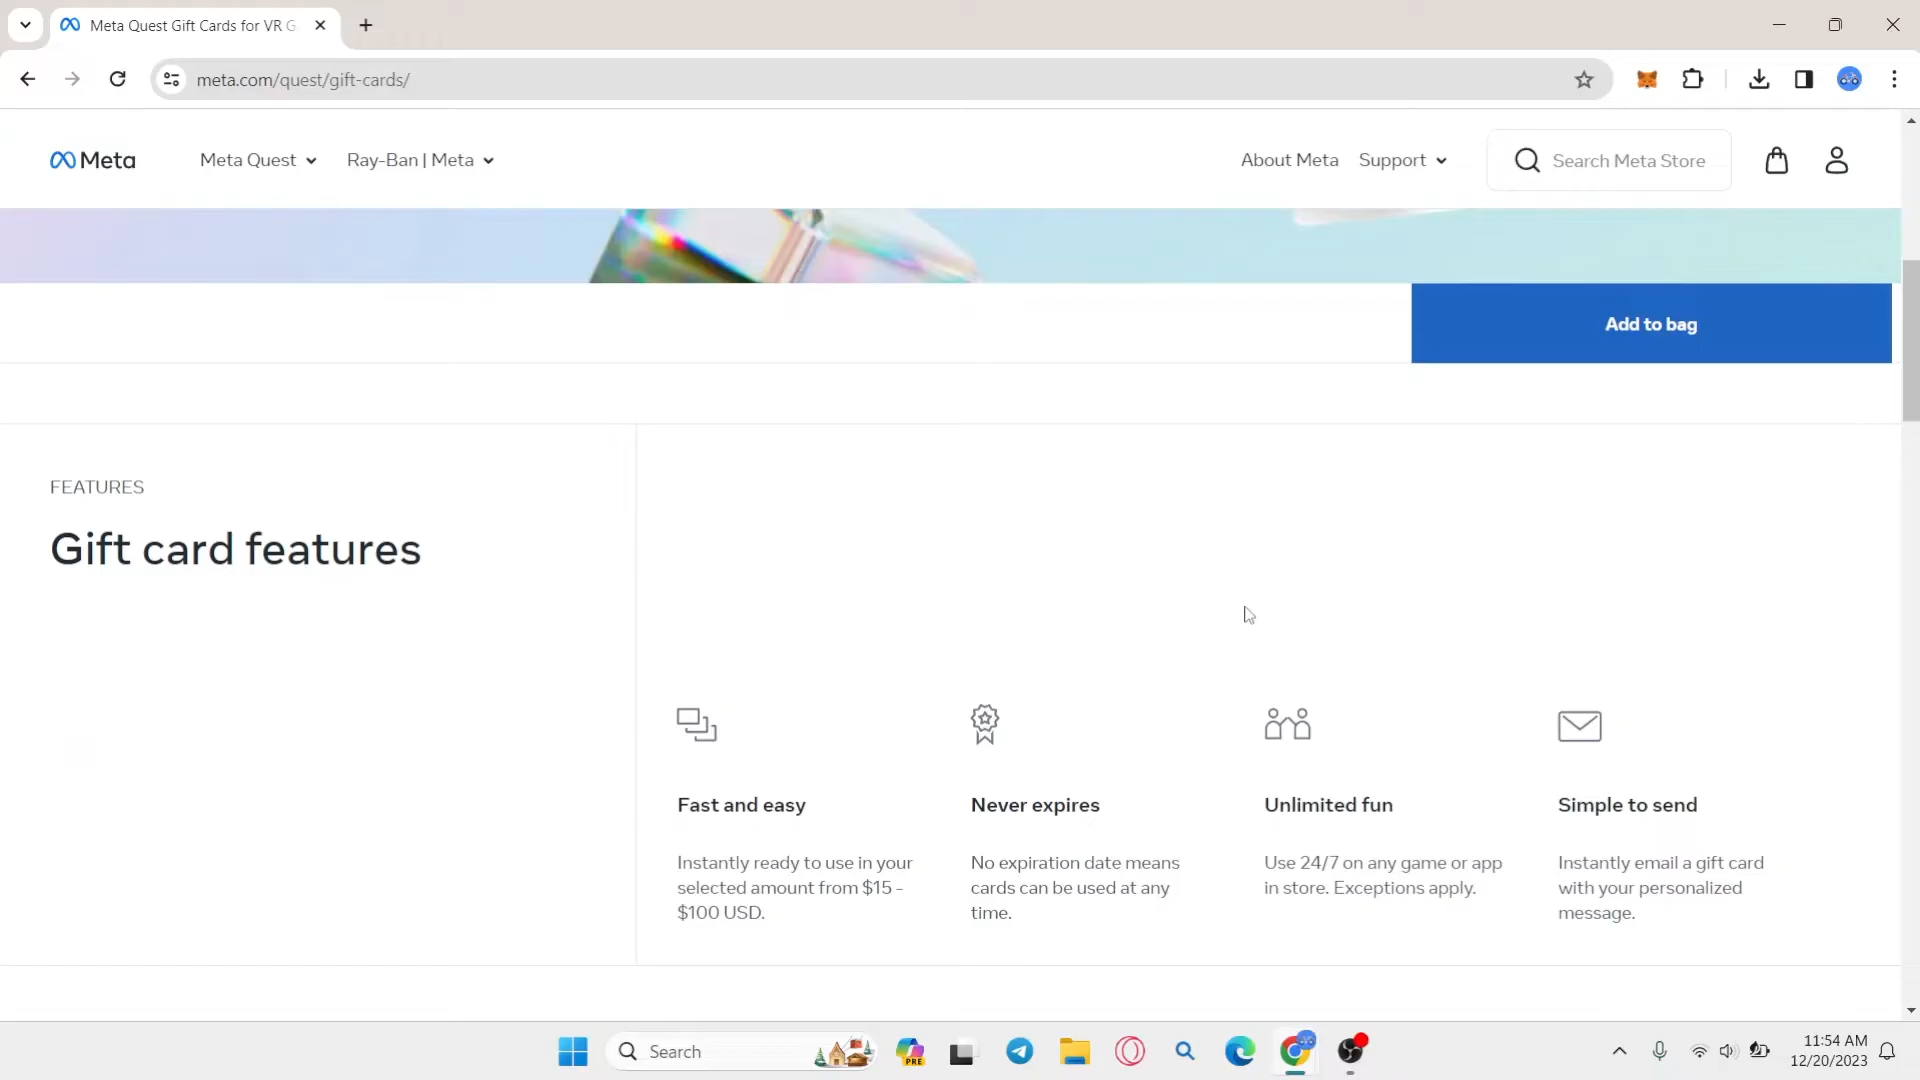 Meta Quest Gift Cards for VR G
meta.com/quest/gift-cards/
Meta
Meta Quest
Ray-Ban | Meta
About Meta
Support
Search Meta Store
Add to bag
FEATURES
Gift card features
Fast and easy
Instantly ready to use in your
selected amount from $15 -
$100 USD.
Never expires
No expiration date means
cards can be used at any
time.
Unlimited fun
Use 24/7 on any game or app
in store. Exceptions apply.
Simple to send
Instantly email a gift card
with your personalized
message.
Search
PRE
11:54 AM
12/20/2023